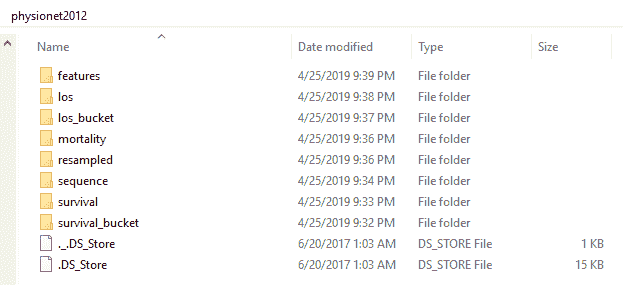 physionet2012
Name Date modified Type Size
features 4/25/2019 9:39 PM File folder
los 4/25/2019 9:38 PM File folder
los_bucket 4/25/2019 9:37 PM File folder
mortality 4/25/2019 9:36 PM File folder
resampled 4/25/2019 9:36 PM File folder
sequence 4/25/2019 9:34 PM File folder
survival 4/25/2019 9:33 PM File folder
survival_bucket 4/25/2019 9:32 PM File folder
._.DS_Store 6/20/2017 1:03 AM DS_STORE File 1 KB
.DS_Store 6/20/2017 1:03 AM DS_STORE File 15 KB